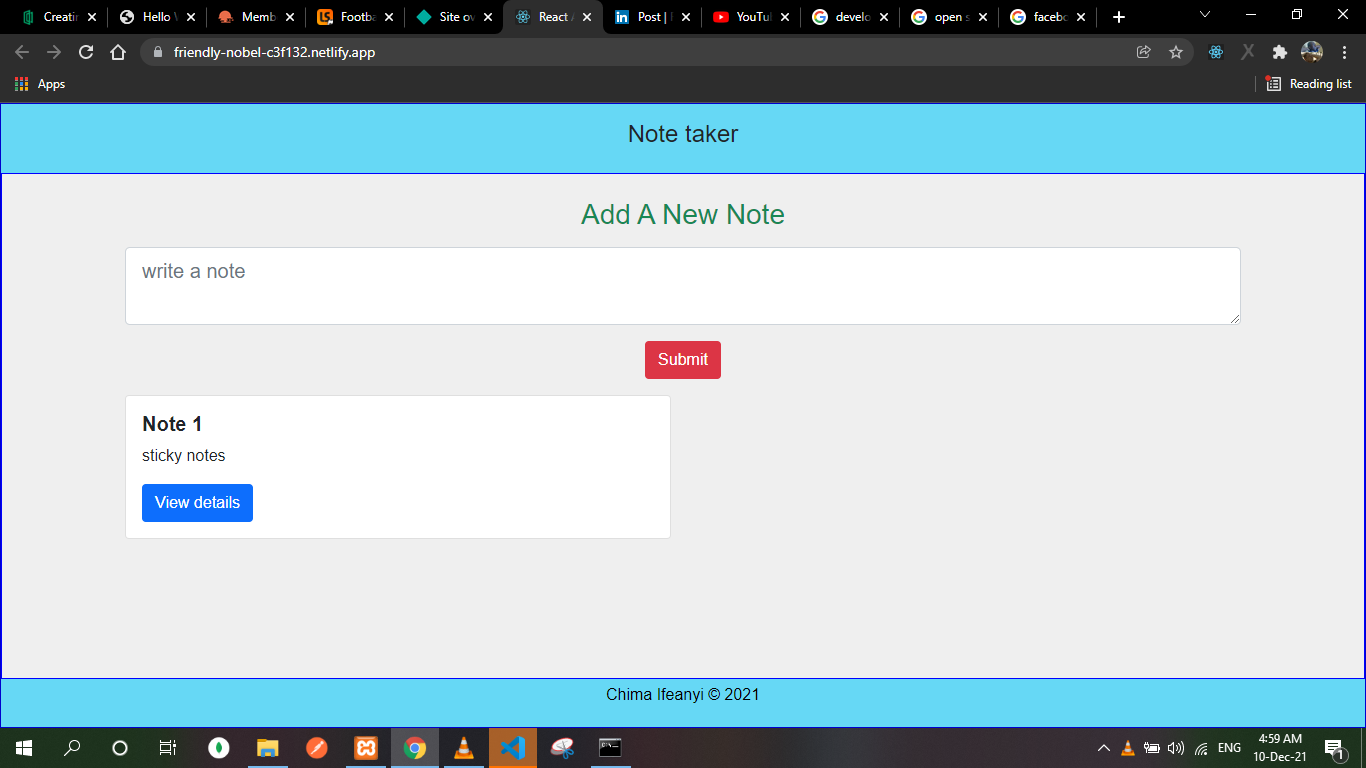 Creatin
Hello
Memb
Footba
Site ov
React
Post |
YouTu
develo
open s
facebo
friendly-nobel-c3f132.netlify.app
Apps
Reading list
Note taker
Add A New Note
write a note
Submit
Note 1
sticky notes
View details
Chima Ifeanyi © 2021
ENG
4:59 AM
10-Dec-21
1